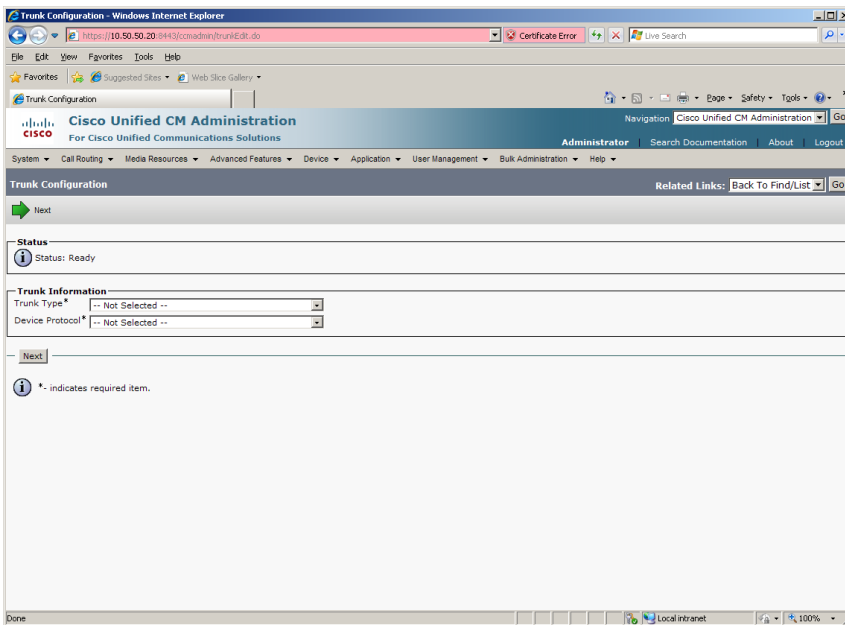 Trunk Configuration - Windows Internet Explorer
https://10.50.50.20:8443/ccmadmin/trunkEdit.do
Certificate Error
Live Search
File Edit View Favorites Tools Help
Favorites Suggested Sites Web Slice Gallery
Trunk Configuration
Page Safety Tools
cisco
Cisco Unified CM Administration
For Cisco Unified Communications Solutions
Navigation Cisco Unified CM Administration Go
Administrator | Search Documentation | About | Logout
System Call Routing Media Resources Advanced Features Device Application User Management Bulk Administration Help
Trunk Configuration
Related Links: Back To Find/List Go
Next
Status
Status: Ready
Trunk Information
Trunk Type* -- Not Selected --
Device Protocol* -- Not Selected --
Next
*- indicates required item.
Done
Local intranet
100%